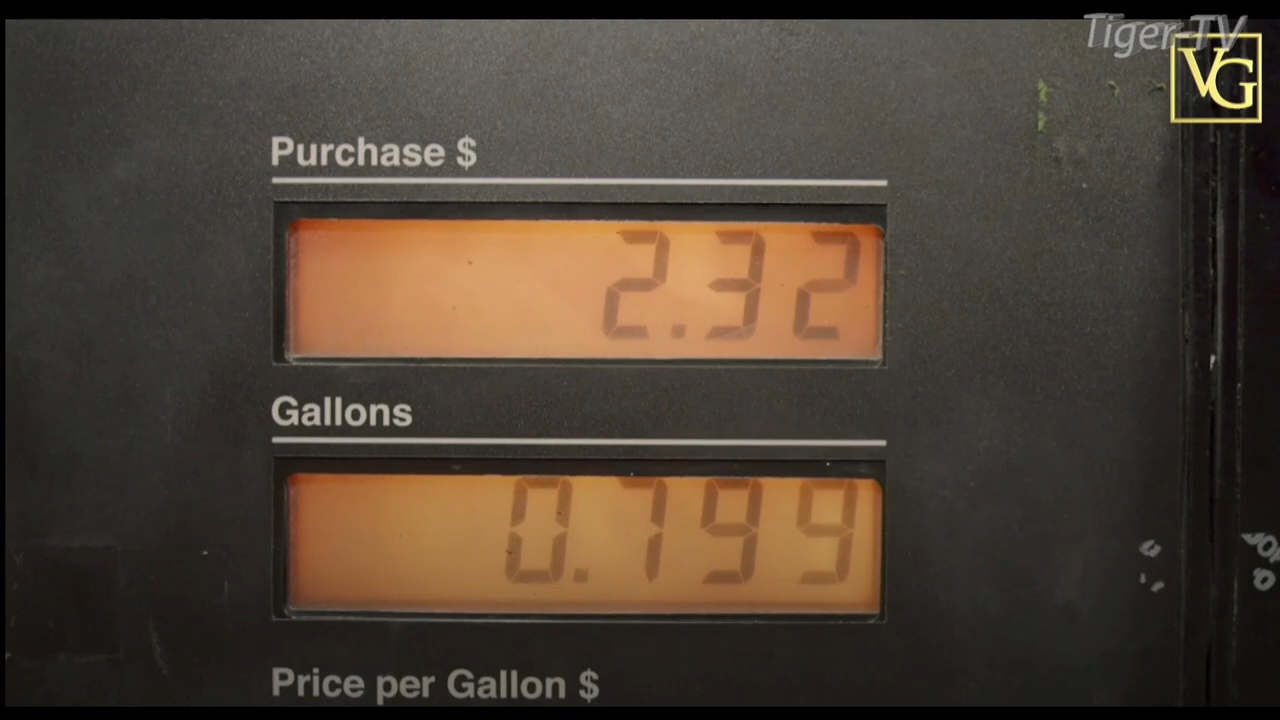 Tiger-TV
VG
Purchase $
2.32
Gallons
0.799
Price per Gallon $